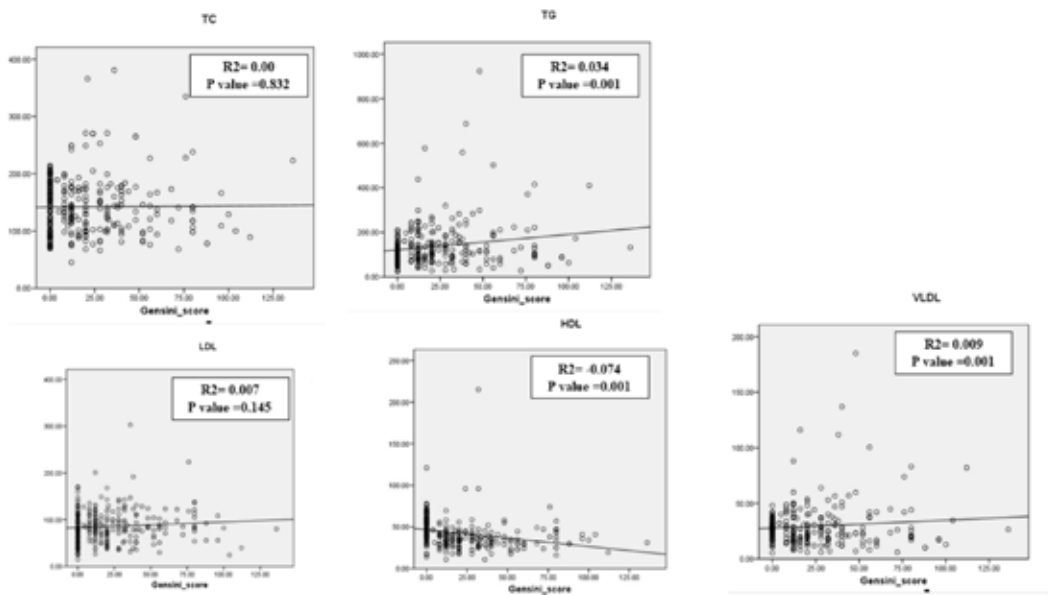 TC
R2= 0.00
P value =0.832
400.00
300.00
200.00
100.00
0.00
0.00 25.00 50.00 75.00 100.00 125.00
Gensini_score
TG
R2= 0.034
P value =0.001
1000.00
800.00
600.00
400.00
200.00
0.00
0.00 25.00 50.00 75.00 100.00 125.00
Gensini_score
LDL
R2= 0.007
P value =0.145
400.00
300.00
200.00
100.00
0.00
0.00 25.00 50.00 75.00 100.00 125.00
Gensini_score
HDL
R2= -0.074
P value =0.001
250.00
200.00
150.00
100.00
50.00
0.00
0.00 25.00 50.00 75.00 100.00 125.00
Gensini_score
VLDL
R2= 0.009
P value =0.001
200.00
150.00
100.00
50.00
0.00
0.00 25.00 50.00 75.00 100.00 125.00
Gensini_score